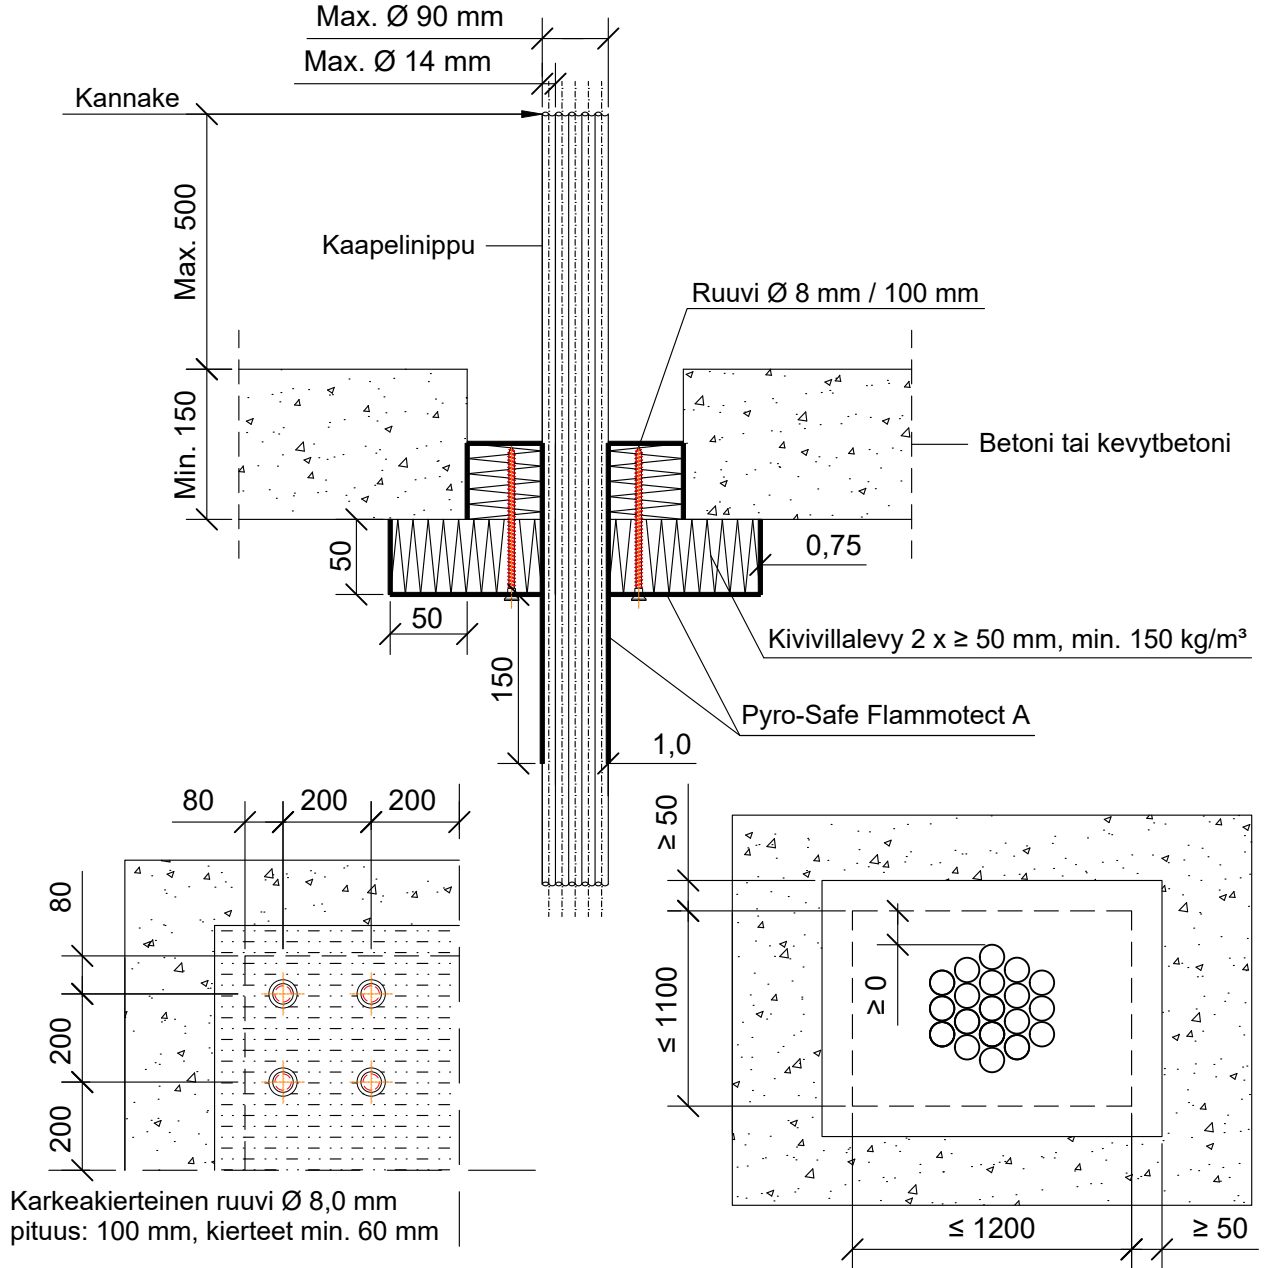 Max. Ø 90 mm
Max. Ø 14 mm
Kannake
Max. 500
Kaapelinippu
Ruuvi Ø 8 mm / 100 mm
Min. 150
Betoni tai kevytbetoni
50
0,75
50
Kivivillalevy 2 x ≥ 50 mm, min. 150 kg/m³
150
Pyro-Safe Flammotect A
1,0
80
200
200
80
200
200
Karkeakierteinen ruuvi Ø 8,0 mm
pituus: 100 mm, kierteet min. 60 mm
≥ 50
≤ 1100
≥ 0
≤ 1200
≥ 50